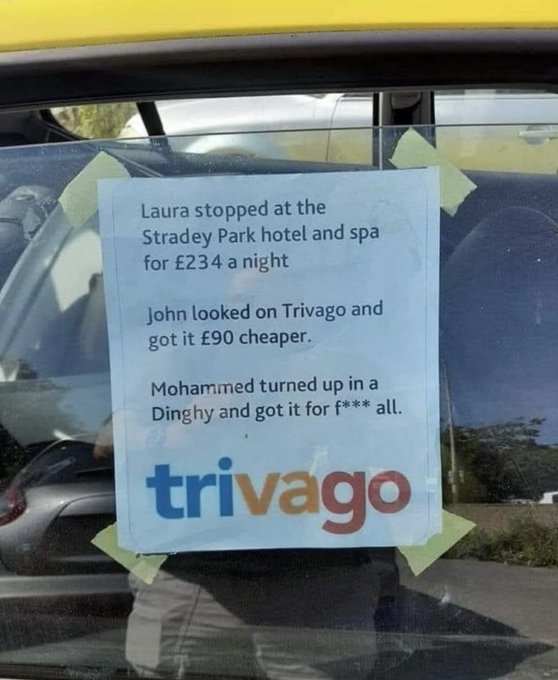 Laura stopped at the
Stradey Park hotel and spa
for £234 a night
John looked on Trivago and
got it £90 cheaper.
Mohammed turned up in a
Dinghy and got it for f*** all.
trivago